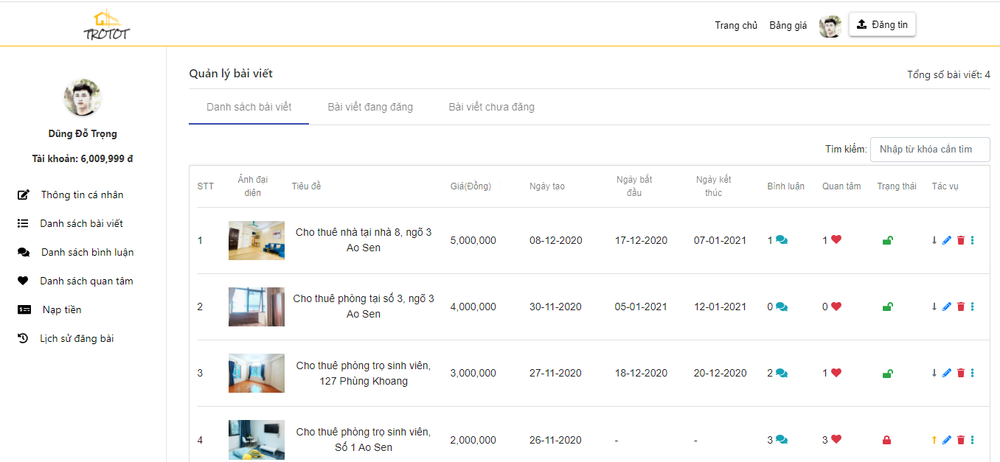 TROTOT
Trang chủ
Bảng giá
Đăng tin
Dũng Đỗ Trọng
Tài khoản: 6,009,999 đ
Thông tin cá nhân
Danh sách bài viết
Danh sách bình luận
Danh sách quan tâm
Nạp tiền
Lịch sử đăng bài
Quản lý bài viết
Tổng số bài viết: 4
Danh sách bài viết
Bài viết đang đăng
Bài viết chưa đăng
Tìm kiếm:
Nhập từ khóa cần tìm
STT
Ảnh đại
diện
Tiêu đề
Giá(Đồng)
Ngày tạo
Ngày bắt
đầu
Ngày kết
thúc
Bình luận
Quan tâm
Trạng thái
Tác vụ
1
Cho thuê nhà tại nhà 8, ngõ 3
Ao Sen
5,000,000
08-12-2020
17-12-2020
07-01-2021
1
1
2
Cho thuê phòng tại số 3, ngõ 3
Ao Sen
4,000,000
30-11-2020
05-01-2021
12-01-2021
0
0
3
Cho thuê phòng trọ sinh viên,
127 Phùng Khoang
3,000,000
27-11-2020
18-12-2020
20-12-2020
2
1
4
Cho thuê phòng trọ sinh viên,
Số 1 Ao Sen
2,000,000
26-11-2020
-
-
3
3